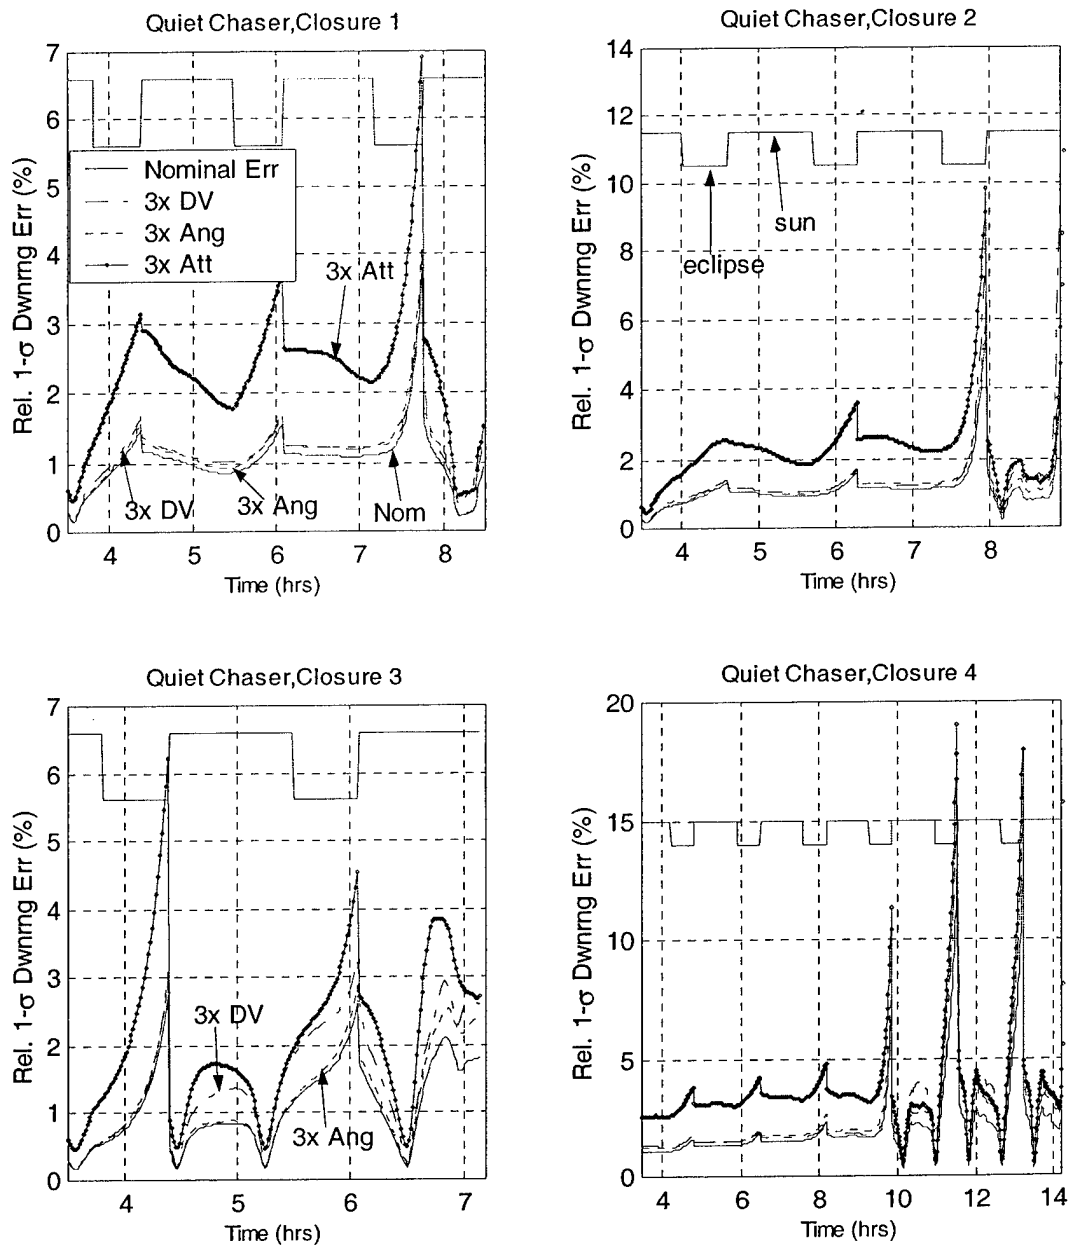 Quiet Chaser,Closure 1
Rel. 1-σ Dwnrng Err (%)
7
6
5
4
3
2
1
0
Nominal Err
3x DV
3x Ang
3x Att
3x Att
3x DV
3x Ang
Nom
4
5
6
7
8
Time (hrs)
Quiet Chaser,Closure 2
Rel. 1-σ Dwnrng Err (%)
14
12
10
8
6
4
2
0
sun
eclipse
4
5
6
7
8
Time (hrs)
Quiet Chaser,Closure 3
Rel. 1-σ Dwnrng Err (%)
7
6
5
4
3
2
1
0
3x DV
3x Ang
4
5
6
7
Time (hrs)
Quiet Chaser,Closure 4
Rel. 1-σ Dwnrng Err (%)
20
15
10
5
0
4
6
8
10
12
14
Time (hrs)